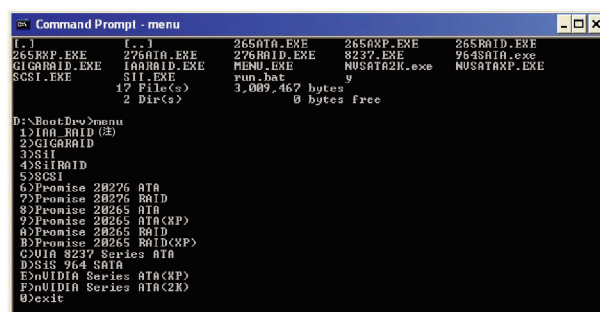 Command Prompt - menu
[.] [..] 265ATA.EXE 265AXP.EXE 265RAID.EXE
265RXP.EXE 276ATA.EXE 276RAID.EXE 8237.EXE 964SATA.exe
GIGARAID.EXE IAARAID.EXE MENU.EXE NVSATA2K.exe NVSATAXP.EXE
SCSI.EXE SII.EXE run.bat y
17 File(s) 3,009,467 bytes
2 Dir(s) 0 bytes free
D:\BootDrv>menu
1)IAA_RAID (注)
2)GIGARAID
3)SiI
4)SiIRAID
5)SCSI
6)Promise 20276 ATA
7)Promise 20276 RAID
8)Promise 20265 ATA
9)Promise 20265 ATA(XP)
A)Promise 20265 RAID
B)Promise 20265 RAID(XP)
C)VIA 8237 Series ATA
D)SiS 964 SATA
E)nVIDIA Series ATA(XP)
F)nVIDIA Series ATA(2K)
0)exit